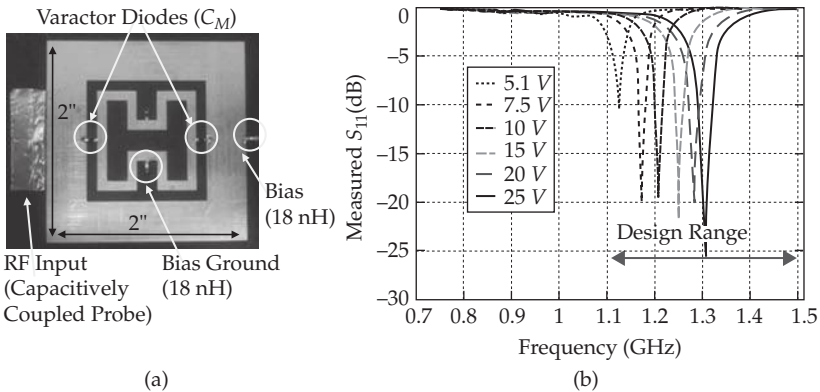 Varactor Diodes (C_M)
2"
2"
Bias
(18 nH)
RF Input
(Capacitively
Coupled Probe)
Bias Ground
(18 nH)
(a)
Measured S_11(dB)
0
–5
–10
–15
–20
–25
–30
5.1 V
7.5 V
10 V
15 V
20 V
25 V
Design Range
0.7
0.8
0.9
1
1.1
1.2
1.3
1.4
1.5
Frequency (GHz)
(b)